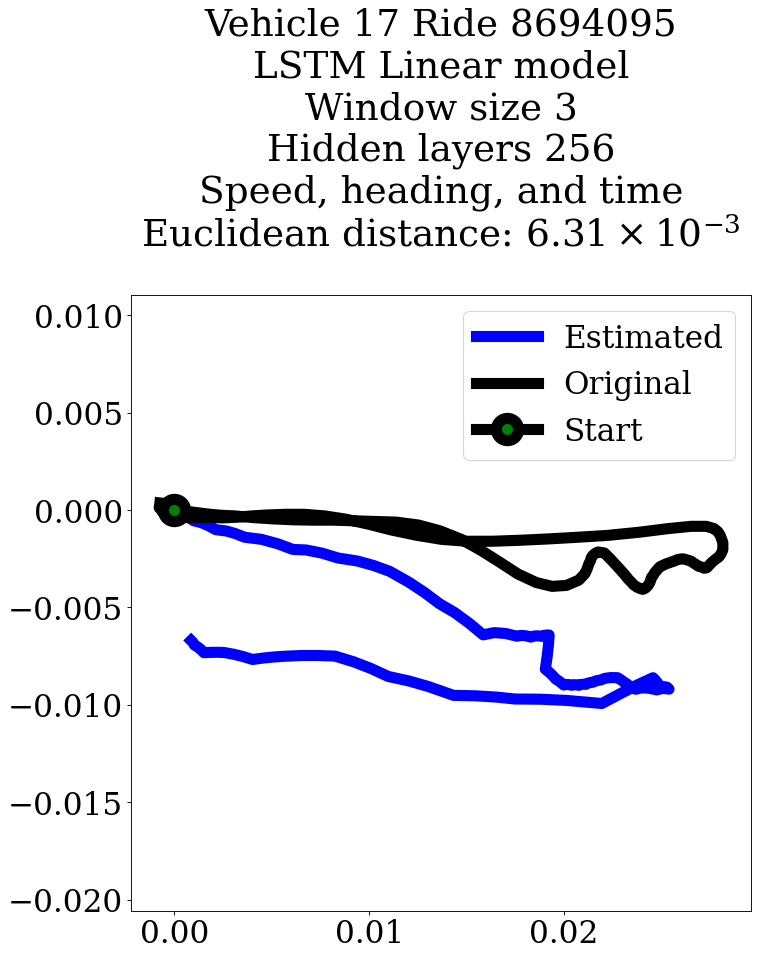 Vehicle 17 Ride 8694095
LSTM Linear model
Window size 3
Hidden layers 256
Speed, heading, and time
Euclidean distance: 6.31 × 10⁻³
Estimated
Original
Start
0.010
0.005
0.000
−0.005
−0.010
−0.015
−0.020
0.00 0.01 0.02